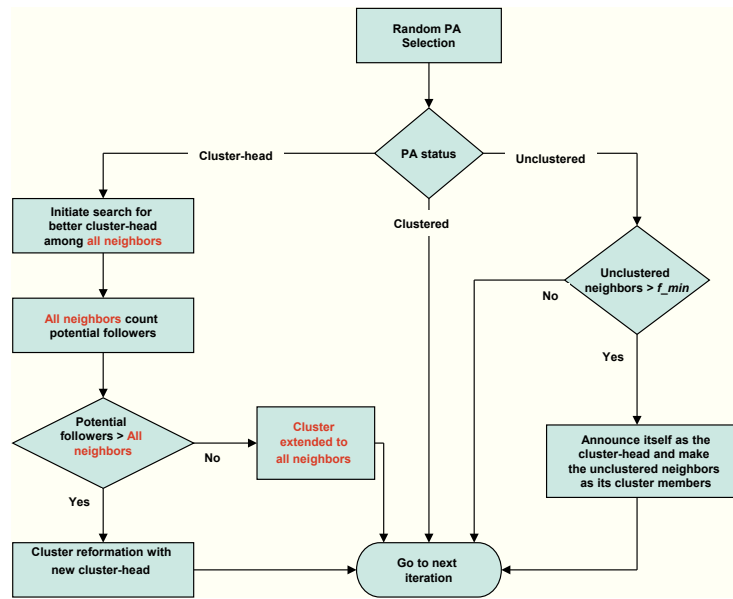 Random PA
Selection
PA status
Cluster-head
Unclustered
Clustered
Initiate search for
better cluster-head
among all neighbors
Unclustered
neighbors > f_min
No
Yes
All neighbors count
potential followers
Potential
followers > All
neighbors
No
Yes
Cluster
extended to
all neighbors
Announce itself as the
cluster-head and make
the unclustered neighbors
as its cluster members
Cluster reformation with
new cluster-head
Go to next
iteration